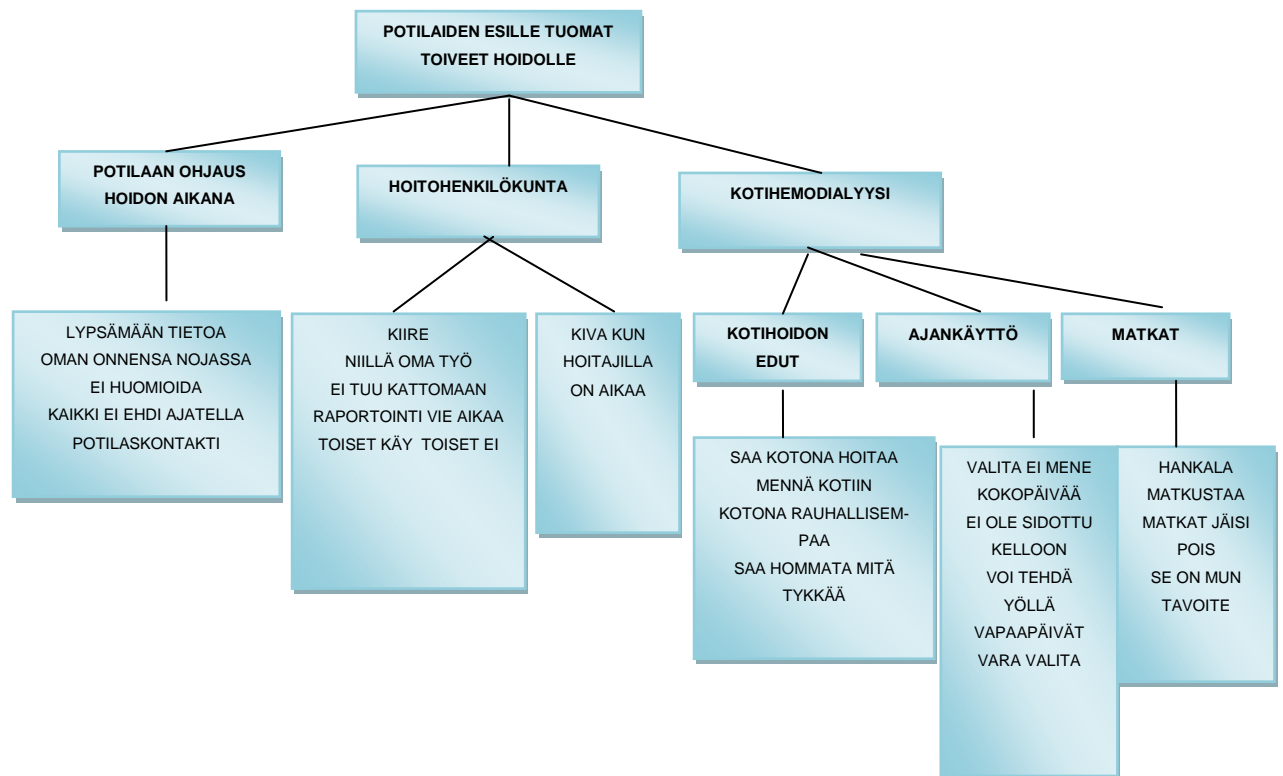 POTILAIDEN ESILLE TUOMAT
TOIVEET HOIDOLLE
POTILAAN OHJAUS
HOIDON AIKANA
HOITOHENKILÖKUNTA
KOTIHEMODIALYYSI
LYPSÄMÄÄN TIETOA
OMAN ONNENSA NOJASSA
EI HUOMIOIDA
KAIKKI EI EHDI AJATELLA
POTILASKONTAKTI
KIIRE
NIILLÄ OMA TYÖ
EI TUU KATTOMAAN
RAPORTOINTI VIE AIKAA
TOISET KÄY TOISET EI
KIVA KUN
HOITAJILLA
ON AIKAA
KOTIHOIDON
EDUT
AJANKÄYTTÖ
MATKAT
SAA KOTONA HOITAA
MENNÄ KOTIIN
KOTONA RAUHALLISEM-
PAA
SAA HOMMATA MITÄ
TYKKÄÄ
VALITA EI MENE
KOKOPÄIVÄÄ
EI OLE SIDOTTU
KELLOON
VOI TEHDÄ
YÖLLÄ
VAPAAPÄIVÄT
VARA VALITA
HANKALA
MATKUSTAA
MATKAT JÄISI
POIS
SE ON MUN
TAVOITE